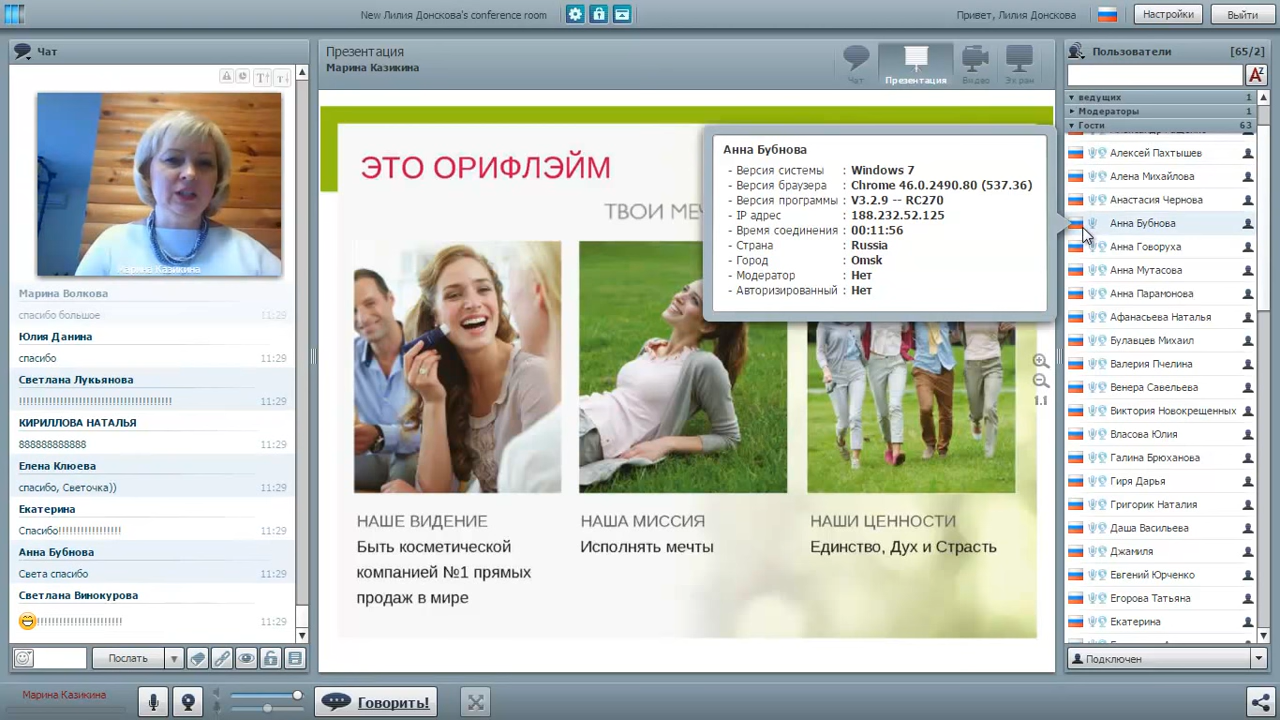 New Лилия Донскова's conference room
Привет, Лилия Донскова
Настройки
Выйти
Чат
Марина Казикина
Марина Волкова
спасибо большое 11:29
Юлия Данина
спасибо 11:29
Светлана Лукьянова
!!!!!!!!!!!!!!!!!!!!!!!!!!!!!!!!!!!!!!!! 11:29
КИРИЛЛОВА НАТАЛЬЯ
888888888888 11:29
Елена Клюева
спасибо, Светочка)) 11:29
Екатерина
Спасибо!!!!!!!!!!!!!!!! 11:29
Анна Бубнова
Света спасибо 11:29
Светлана Винокурова
!!!!!!!!!!!!!!!!!!!!!! 11:29
Послать
Презентация
Марина Казикина
Чат
Презентация
Видео
Экран
ЭТО ОРИФЛЭЙМ
ТВОИ МЕЧ
НАШЕ ВИДЕНИЕ
Быть косметической
компанией №1 прямых
продаж в мире
НАША МИССИЯ
Исполнять мечты
НАШИ ЦЕННОСТИ
Единство, Дух и Страсть
1.1
Анна Бубнова
- Версия системы : Windows 7
- Версия браузера : Chrome 46.0.2490.80 (537.36)
- Версия программы : V3.2.9 -- RC270
- IP адрес : 188.232.52.125
- Время соединения : 00:11:56
- Страна : Russia
- Город : Omsk
- Модератор : Нет
- Авторизированный : Нет
Пользователи [65/2]
ведущих 1
Модераторы 1
Гости 63
Алексей Пахтышев
Алена Михайлова
Анастасия Чернова
Анна Бубнова
Анна Говоруха
Анна Мутасова
Анна Парамонова
Афанасьева Наталья
Булавцев Михаил
Валерия Пчелина
Венера Савельева
Виктория Новокрещенных
Власова Юлия
Галина Брюханова
Гиря Дарья
Григорик Наталия
Даша Васильева
Джамиля
Евгений Юрченко
Егорова Татьяна
Екатерина
Подключен
Марина Казикина
Говорить!